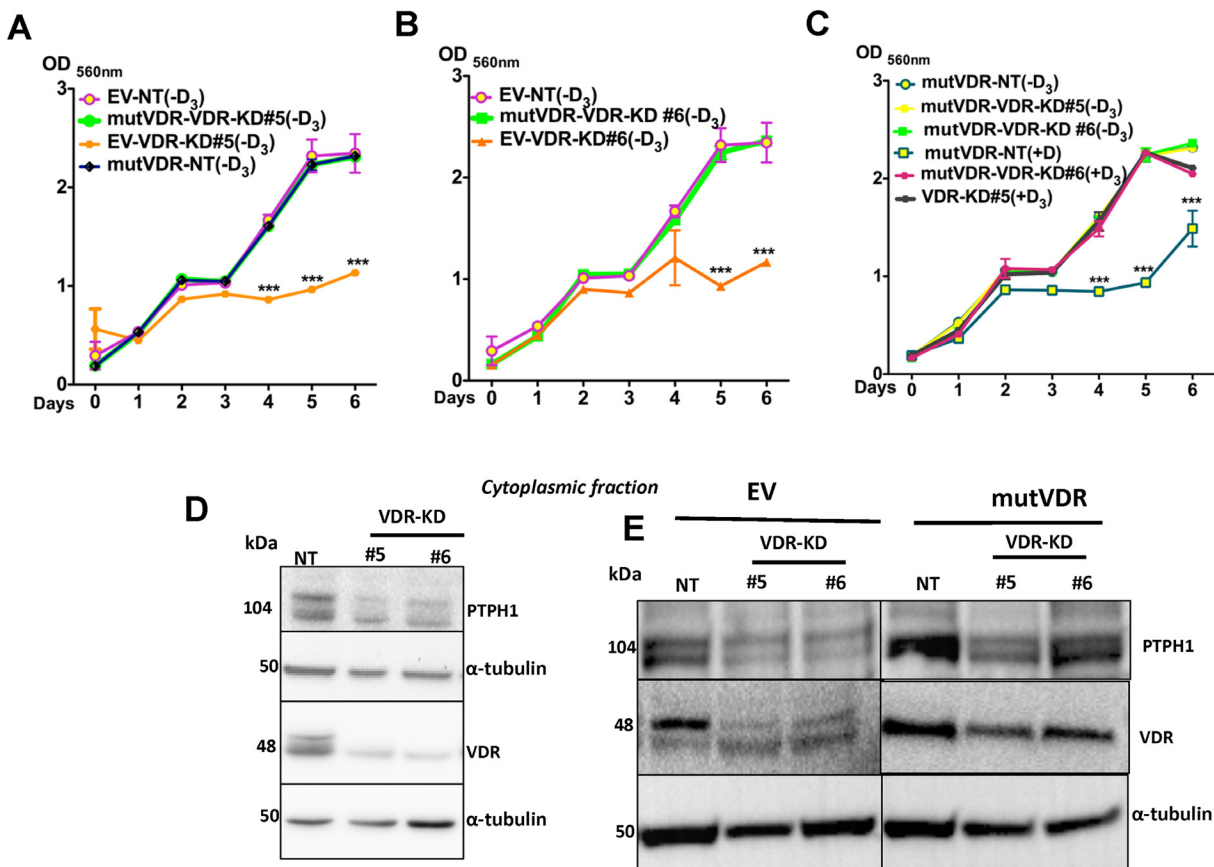 A
OD 560nm
3
EV-NT(-D3)
mutVDR-VDR-KD#5(-D3)
EV-VDR-KD#5(-D3)
mutVDR-NT(-D3)
2
1
***
***
***
0
Days 0 1 2 3 4 5 6
B
OD 560nm
3
EV-NT(-D3)
mutVDR-VDR-KD #6(-D3)
EV-VDR-KD#6(-D3)
2
1
***
***
0
Days 0 1 2 3 4 5 6
C
OD 560nm
3
mutVDR-NT(-D3)
mutVDR-VDR-KD#5(-D3)
mutVDR-VDR-KD #6(-D3)
mutVDR-NT(+D)
mutVDR-VDR-KD#6(+D3)
VDR-KD#5(+D3)
2
***
1
***
***
0
Days 0 1 2 3 4 5 6
Cytoplasmic fraction
D
VDR-KD
kDa
NT #5 #6
104 PTPH1
50 α-tubulin
48 VDR
50 α-tubulin
E
EV mutVDR
VDR-KD VDR-KD
kDa
NT #5 #6 NT #5 #6
104 PTPH1
48 VDR
50 α-tubulin